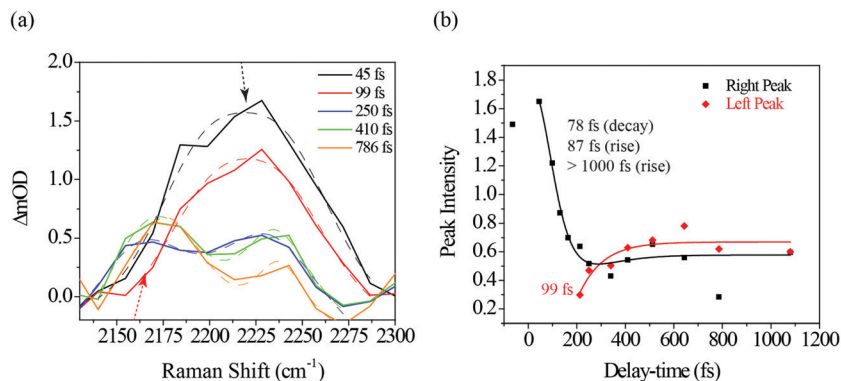 (a)
2.0
1.5
1.0
0.5
0.0
ΔmOD
2150 2175 2200 2225 2250 2275 2300
Raman Shift (cm⁻¹)
45 fs
99 fs
250 fs
410 fs
786 fs
(b)
1.8
1.6
1.4
1.2
1.0
0.8
0.6
0.4
0.2
Peak Intensity
0 200 400 600 800 1000 1200
Delay-time (fs)
Right Peak
Left Peak
78 fs (decay)
87 fs (rise)
> 1000 fs (rise)
99 fs